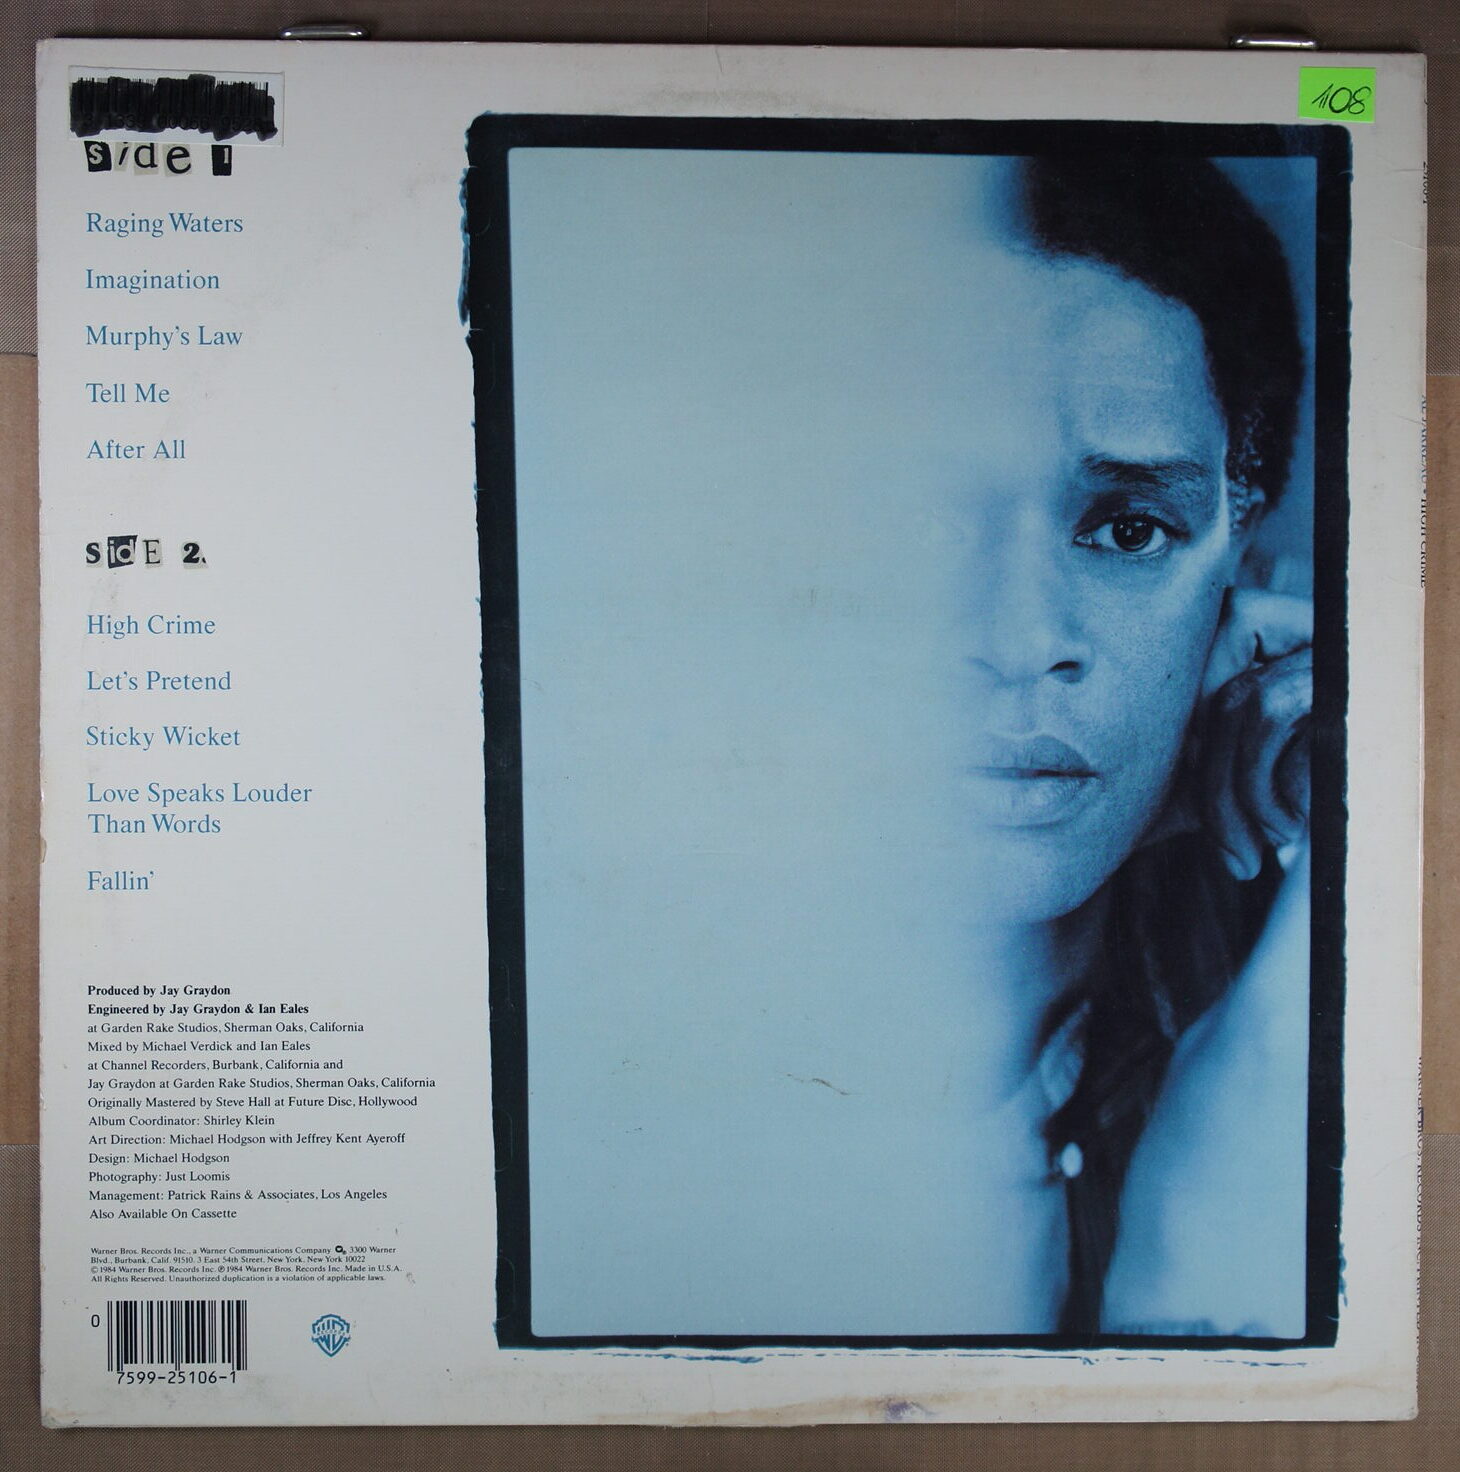 108
Side 1
Raging Waters
Imagination
Murphy's Law
Tell Me
After All
SidE 2.
High Crime
Let's Pretend
Sticky Wicket
Love Speaks Louder
Than Words
Fallin'
Produced by Jay Graydon
Engineered by Jay Graydon & Ian Eales
at Garden Rake Studios, Sherman Oaks, California
Mixed by Michael Verdick and Ian Eales
at Channel Recorders, Burbank, California and
Jay Graydon at Garden Rake Studios, Sherman Oaks, California
Originally Mastered by Steve Hall at Future Disc, Hollywood
Album Coordinator: Shirley Klein
Art Direction: Michael Hodgson with Jeffrey Kent Ayeroff
Design: Michael Hodgson
Photography: Just Loomis
Management: Patrick Rains & Associates, Los Angeles
Also Available On Cassette
Warner Bros. Records Inc., a Warner Communications Company 3300 Warner
Blvd., Burbank, Calif. 91510. 3 East 54th Street, New York, New York 10022
© 1984 Warner Bros. Records Inc. ℗ 1984 Warner Bros. Records Inc. Made in U.S.A.
All Rights Reserved. Unauthorized duplication is a violation of applicable laws.
0
7599-25106-1
AL JARREAU • HIGH CRIME